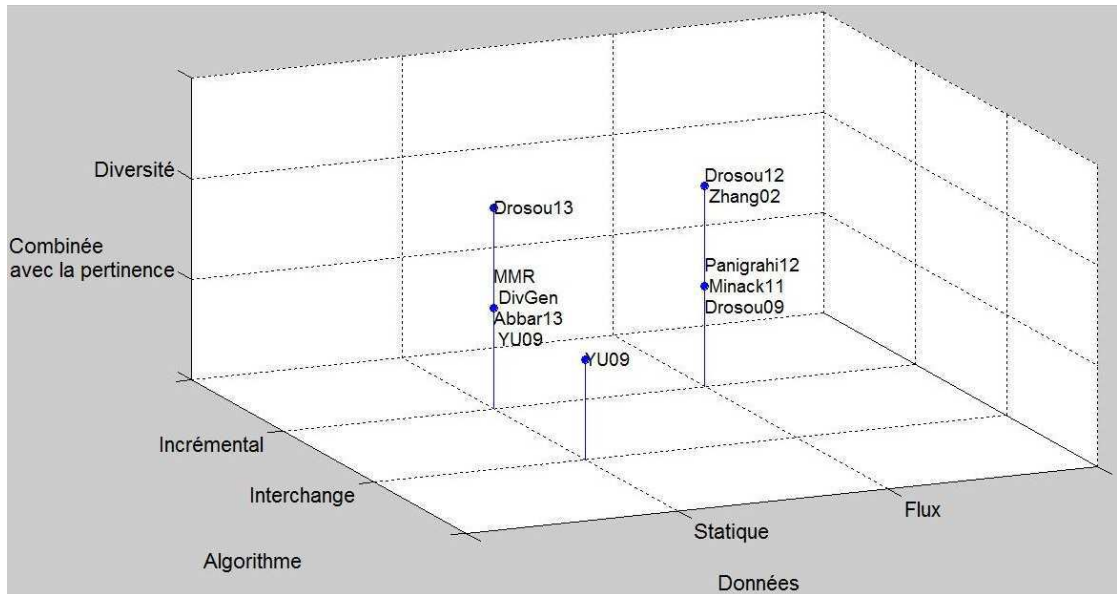 Diversité
Combinée
avec la pertinence
Drosou13
MMR
DivGen
Abbar13
YU09
YU09
Drosou12
Zhang02
Panigrahi12
Minack11
Drosou09
Incrémental
Interchange
Algorithme
Statique
Flux
Données